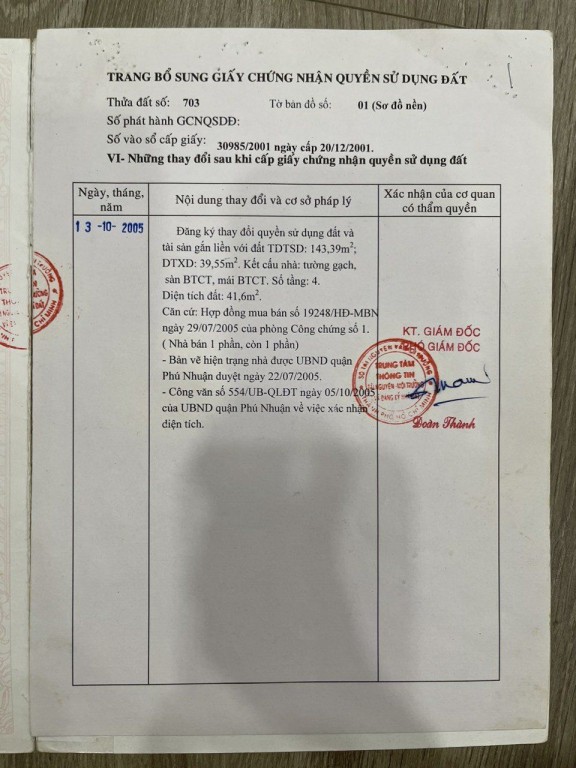 TRANG BỔ SUNG GIẤY CHỨNG NHẬN QUYỀN SỬ DỤNG ĐẤT
Thửa đất số: 703 Tờ bản đồ số: 01 (Sơ đồ nền)
Số phát hành GCNQSDĐ:
Số vào sổ cấp giấy: 30985/2001 ngày cấp 20/12/2001.
VI- Những thay đổi sau khi cấp giấy chứng nhận quyền sử dụng đất
Ngày, tháng, năm
Nội dung thay đổi và cơ sở pháp lý
Xác nhận của cơ quan có thẩm quyền
13-10-2005
Đăng ký thay đổi quyền sử dụng đất và
tài sản gắn liền với đất TDTSD: 143,39m²;
DTXD: 39,55m². Kết cấu nhà: tường gạch,
sàn BTCT, mái BTCT. Số tầng: 4.
Diện tích đất: 41,6m².
Căn cứ: Hợp đồng mua bán số 19248/HĐ-MBN
ngày 29/07/2005 của phòng Công chứng số 1.
( Nhà bán 1 phần, còn 1 phần)
- Bản vẽ hiện trạng nhà được UBND quận
Phú Nhuận duyệt ngày 22/07/2005.
- Công văn số 554/UB-QLĐT ngày 05/10/2005
của UBND quận Phú Nhuận về việc xác nhận
diện tích.
KT. GIÁM ĐỐC
PHÓ GIÁM ĐỐC
TRUNG TÂM
THÔNG TIN
TÀI NGUYÊN - MÔI TRƯỜNG
Đoàn Thành